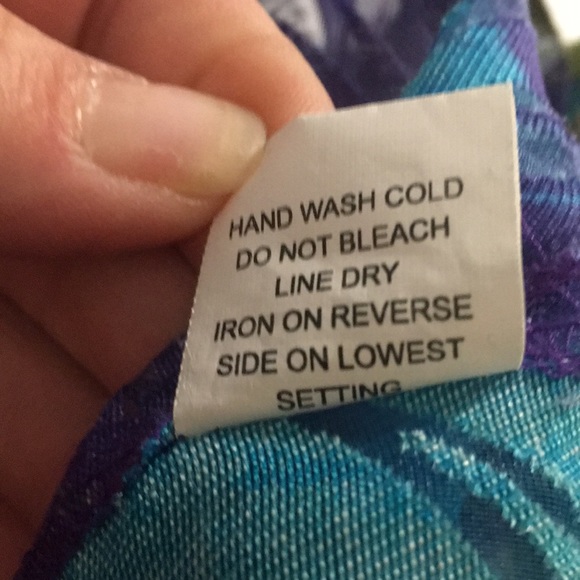 HAND WASH COLD
DO NOT BLEACH
LINE DRY
IRON ON REVERSE
SIDE ON LOWEST
SETTING